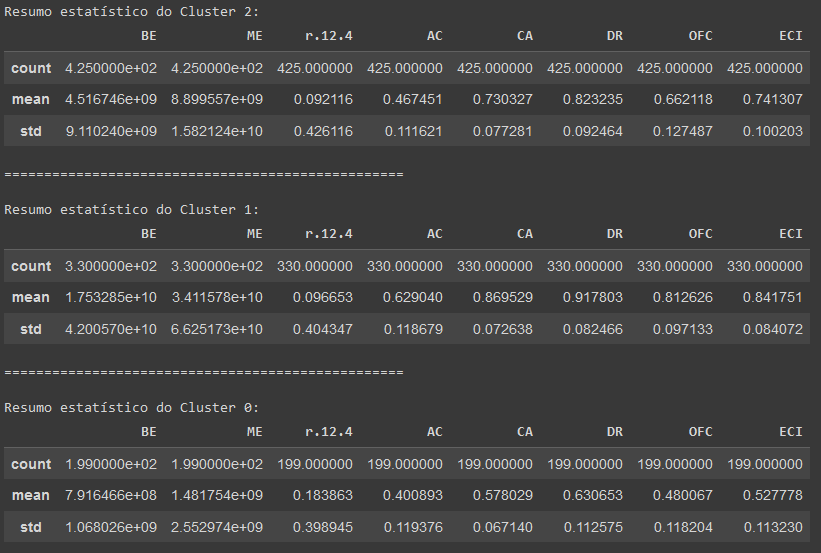 Resumo estatístico do Cluster 2:
BE ME r.12.4 AC CA DR OFC ECI
count 4.250000e+02 4.250000e+02 425.000000 425.000000 425.000000 425.000000 425.000000 425.000000
mean 4.516746e+09 8.899557e+09 0.092116 0.467451 0.730327 0.823235 0.662118 0.741307
std 9.110240e+09 1.582124e+10 0.426116 0.111621 0.077281 0.092464 0.127487 0.100203
==================================================
Resumo estatístico do Cluster 1:
BE ME r.12.4 AC CA DR OFC ECI
count 3.300000e+02 3.300000e+02 330.000000 330.000000 330.000000 330.000000 330.000000 330.000000
mean 1.753285e+10 3.411578e+10 0.096653 0.629040 0.869529 0.917803 0.812626 0.841751
std 4.200570e+10 6.625173e+10 0.404347 0.118679 0.072638 0.082466 0.097133 0.084072
==================================================
Resumo estatístico do Cluster 0:
BE ME r.12.4 AC CA DR OFC ECI
count 1.990000e+02 1.990000e+02 199.000000 199.000000 199.000000 199.000000 199.000000 199.000000
mean 7.916466e+08 1.481754e+09 0.183863 0.400893 0.578029 0.630653 0.480067 0.527778
std 1.068026e+09 2.552974e+09 0.398945 0.119376 0.067140 0.112575 0.118204 0.113230